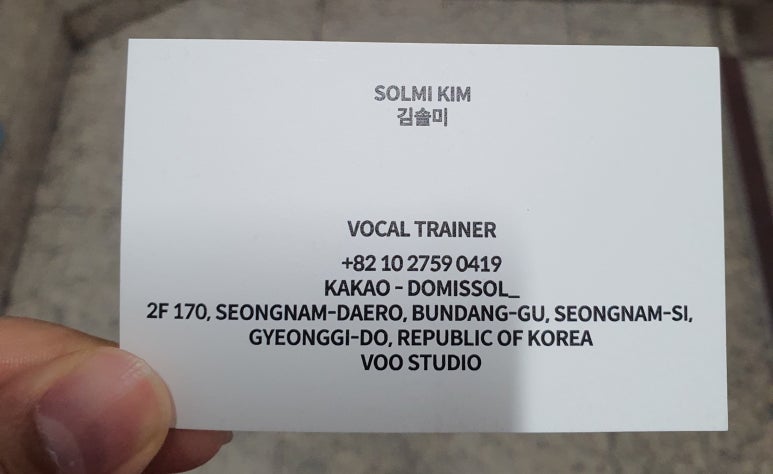 SOLMI KIM
김솔미
VOCAL TRAINER
+82 10 2759 0419
KAKAO - DOMISSOL_
2F 170, SEONGNAM-DAERO, BUNDANG-GU, SEONGNAM-SI,
GYEONGGI-DO, REPUBLIC OF KOREA
VOO STUDIO